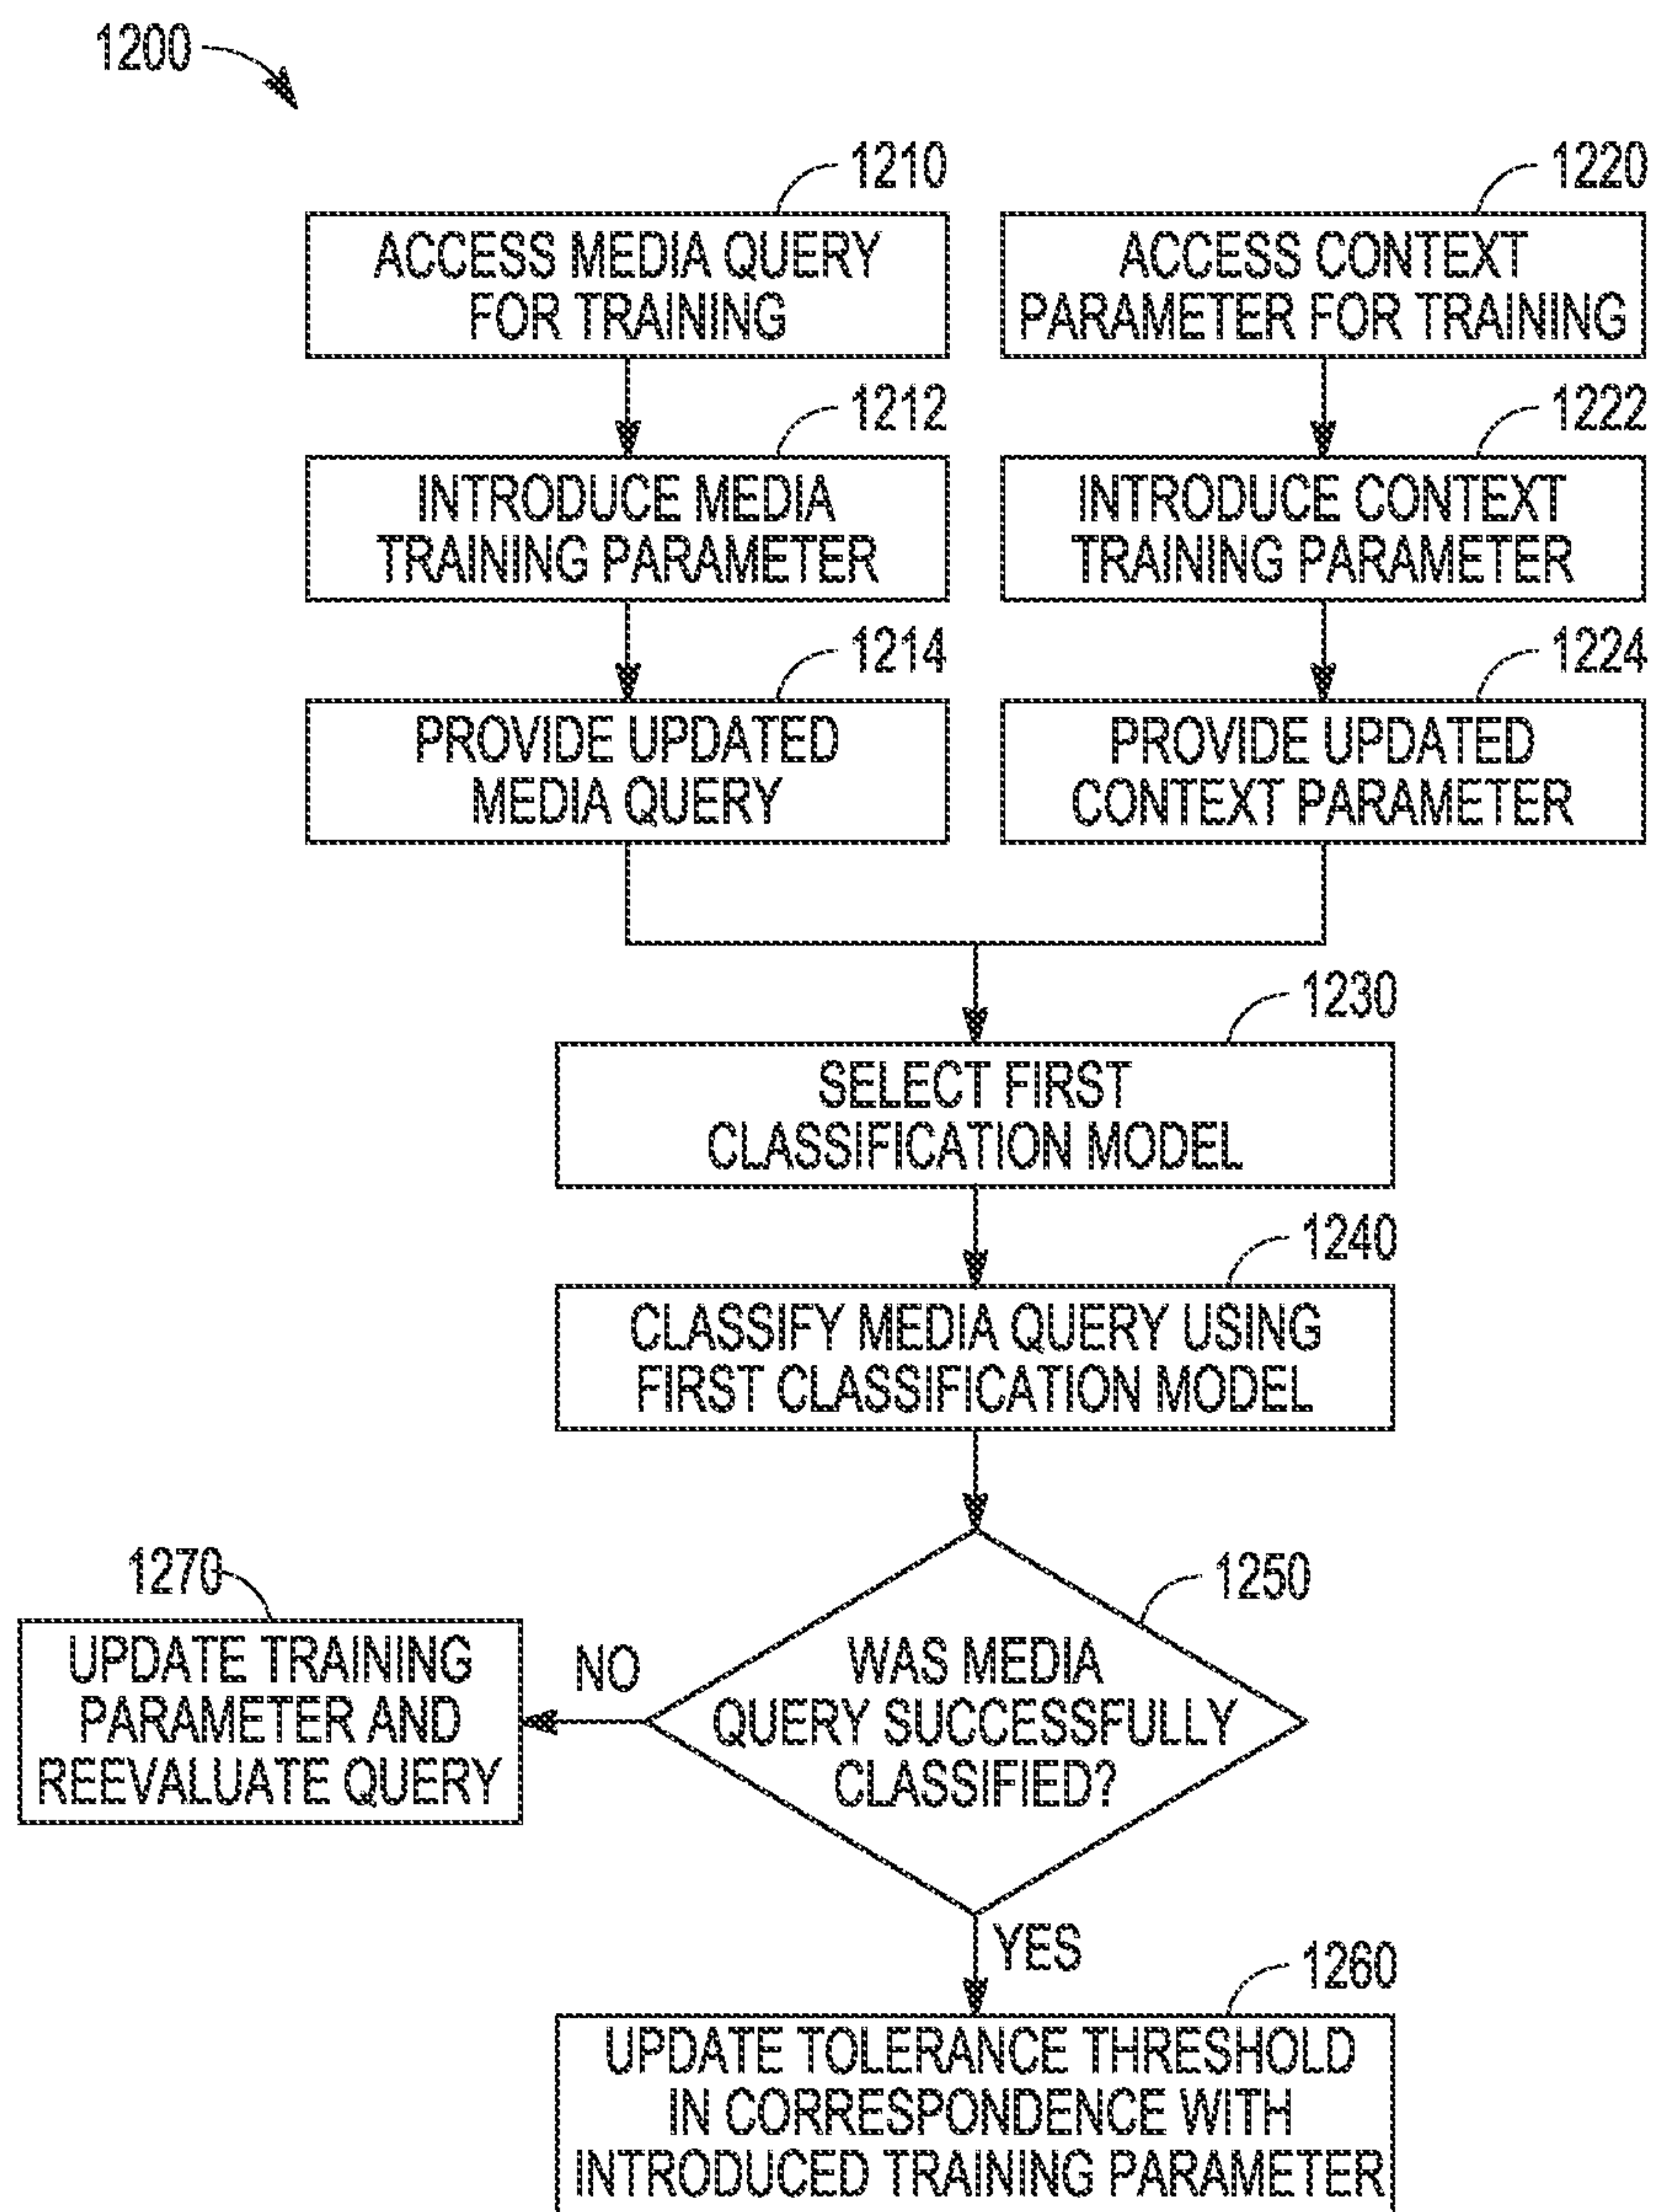 1200
1210
ACCESS MEDIA QUERY
FOR TRAINING
1220
ACCESS CONTEXT
PARAMETER FOR TRAINING
1212
INTRODUCE MEDIA
TRAINING PARAMETER
1222
INTRODUCE CONTEXT
TRAINING PARAMETER
1214
PROVIDE UPDATED
MEDIA QUERY
1224
PROVIDE UPDATED
CONTEXT PARAMETER
1230
SELECT FIRST
CLASSIFICATION MODEL
1240
CLASSIFY MEDIA QUERY USING
FIRST CLASSIFICATION MODEL
1250
WAS MEDIA
QUERY SUCCESSFULLY
CLASSIFIED?
NO
1270
UPDATE TRAINING
PARAMETER AND
REEVALUATE QUERY
YES
1260
UPDATE TOLERANCE THRESHOLD
IN CORRESPONDENCE WITH
INTRODUCED TRAINING PARAMETER